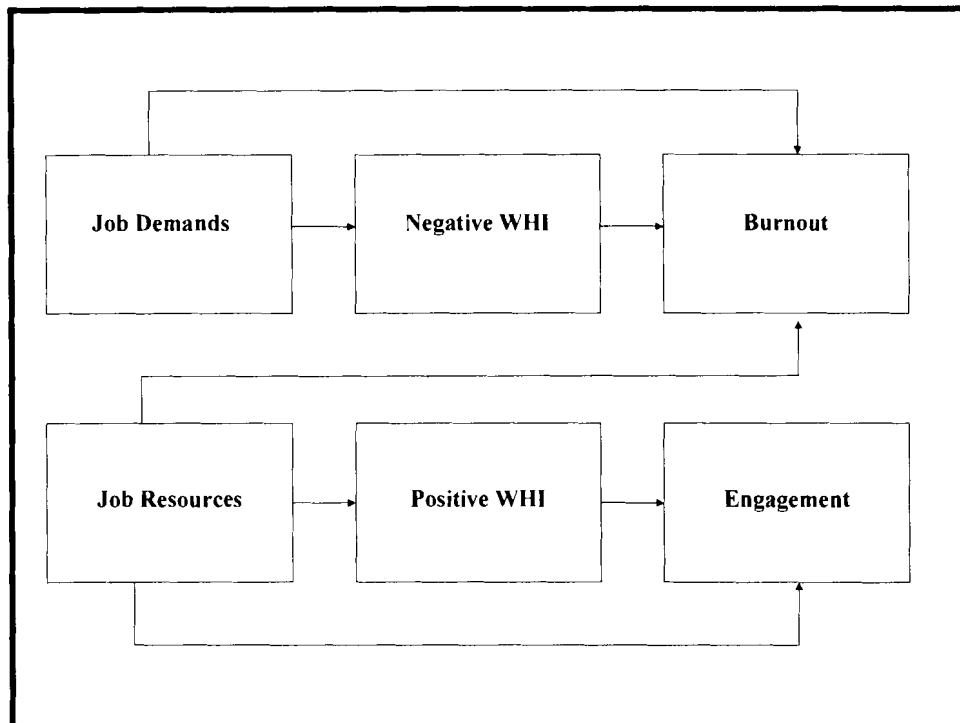 Job Demands
Negative WHI
Burnout
Job Resources
Positive WHI
Engagement